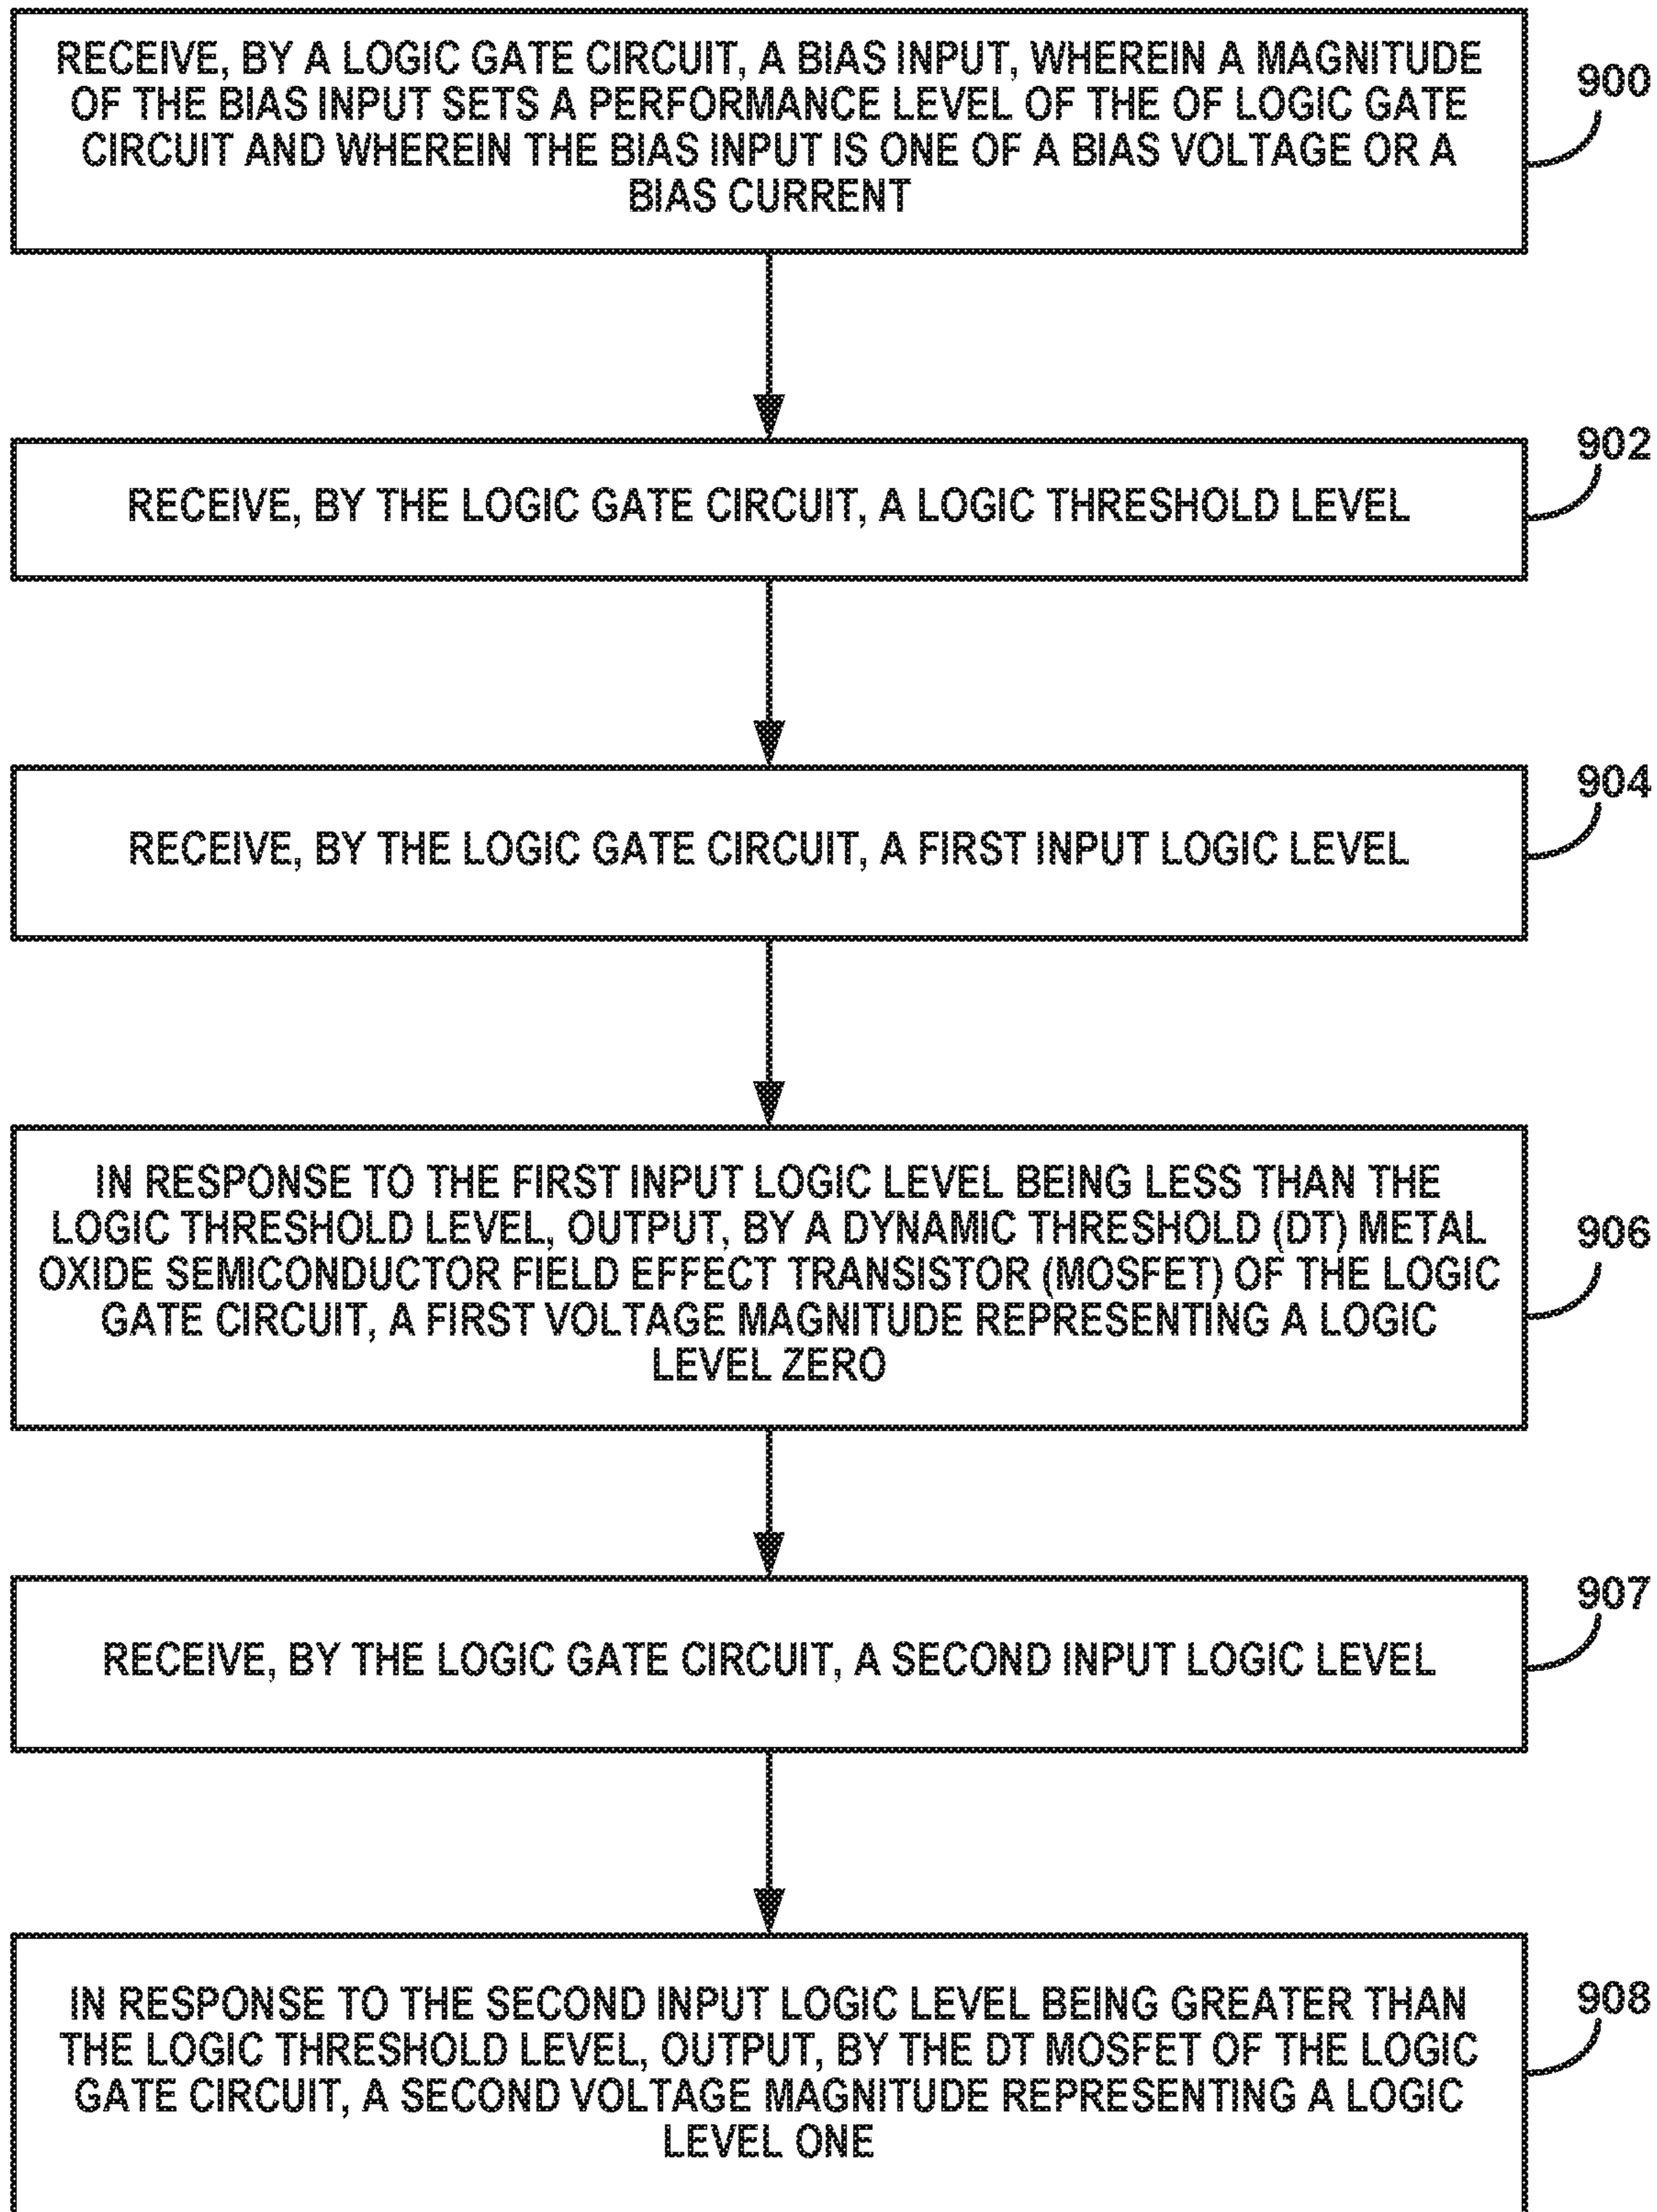 RECEIVE, BY A LOGIC GATE CIRCUIT, A BIAS INPUT, WHEREIN A MAGNITUDE
OF THE BIAS INPUT SETS A PERFORMANCE LEVEL OF THE OF LOGIC GATE
CIRCUIT AND WHEREIN THE BIAS INPUT IS ONE OF A BIAS VOLTAGE OR A
BIAS CURRENT
900
RECEIVE, BY THE LOGIC GATE CIRCUIT, A LOGIC THRESHOLD LEVEL
902
RECEIVE, BY THE LOGIC GATE CIRCUIT, A FIRST INPUT LOGIC LEVEL
904
IN RESPONSE TO THE FIRST INPUT LOGIC LEVEL BEING LESS THAN THE
LOGIC THRESHOLD LEVEL, OUTPUT, BY A DYNAMIC THRESHOLD (DT) METAL
OXIDE SEMICONDUCTOR FIELD EFFECT TRANSISTOR (MOSFET) OF THE LOGIC
GATE CIRCUIT, A FIRST VOLTAGE MAGNITUDE REPRESENTING A LOGIC
LEVEL ZERO
906
RECEIVE, BY THE LOGIC GATE CIRCUIT, A SECOND INPUT LOGIC LEVEL
907
IN RESPONSE TO THE SECOND INPUT LOGIC LEVEL BEING GREATER THAN
THE LOGIC THRESHOLD LEVEL, OUTPUT, BY THE DT MOSFET OF THE LOGIC
GATE CIRCUIT, A SECOND VOLTAGE MAGNITUDE REPRESENTING A LOGIC
LEVEL ONE
908